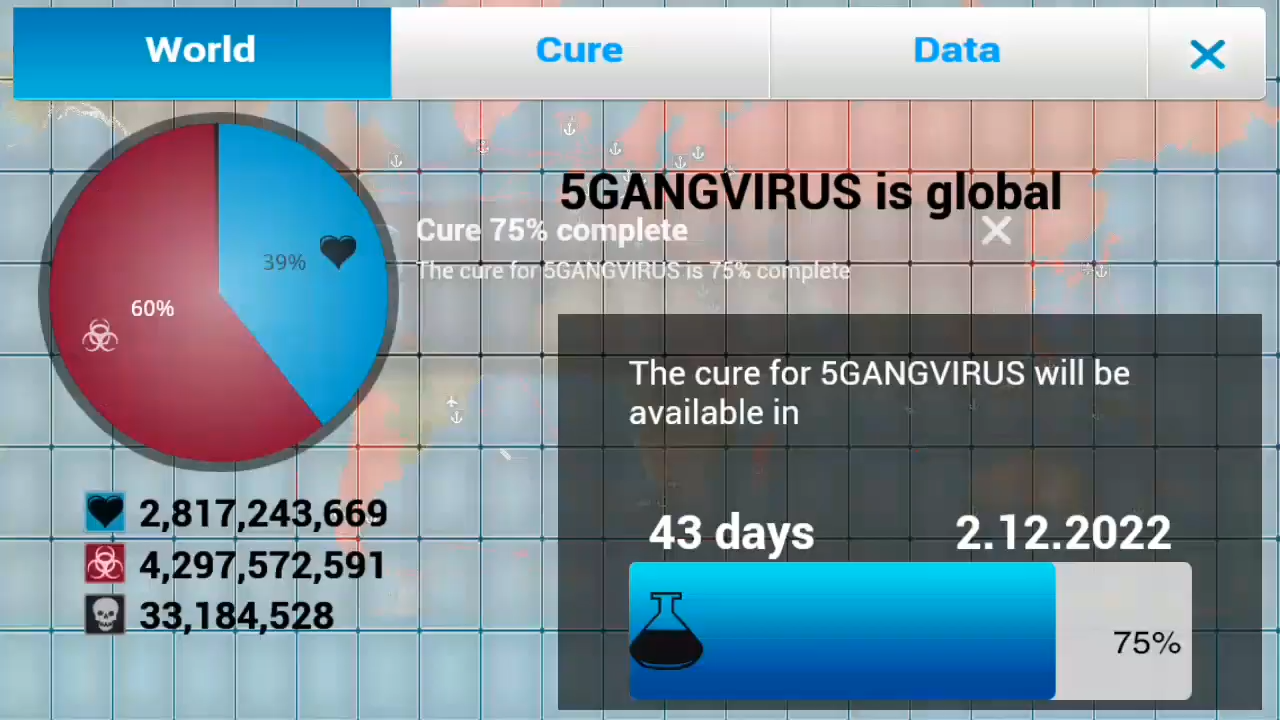 World
Cure
Data
5GANGVIRUS is global
Cure 75% complete
The cure for 5GANGVIRUS is 75% complete
39%
60%
The cure for 5GANGVIRUS will be
available in
2,817,243,669
4,297,572,591
33,184,528
43 days
2.12.2022
75%